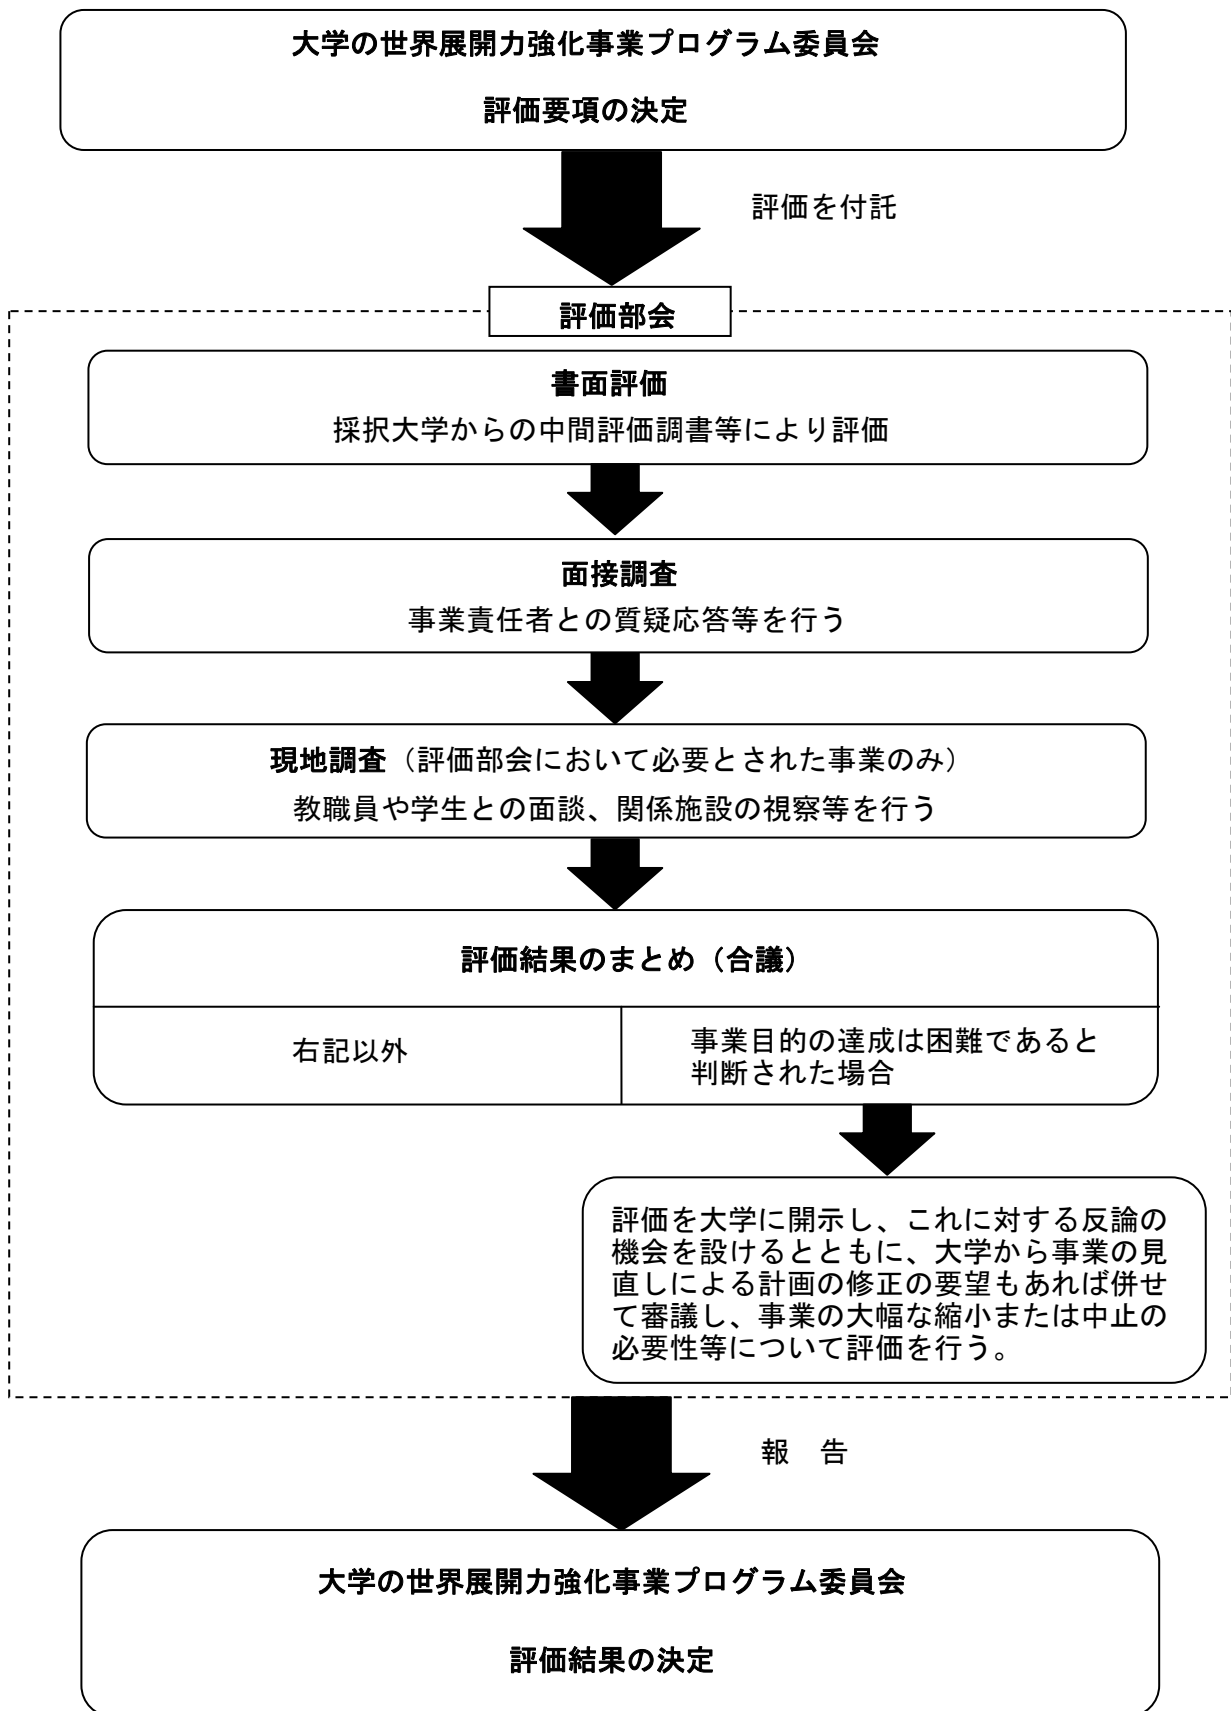 大学の世界展開力強化事業プログラム委員会
評価要項の決定
評価を付託
評価部会
書面評価
採択大学からの中間評価調書等により評価
面接調査
事業責任者との質疑応答等を行う
現地調査（評価部会において必要とされた事業のみ）
教職員や学生との面談、関係施設の視察等を行う
評価結果のまとめ（合議）
右記以外
事業目的の達成は困難であると
判断された場合
評価を大学に開示し、これに対する反論の
機会を設けるとともに、大学から事業の見
直しによる計画の修正の要望もあれば併せ
て審議し、事業の大幅な縮小または中止の
必要性等について評価を行う。
報　告
大学の世界展開力強化事業プログラム委員会
評価結果の決定